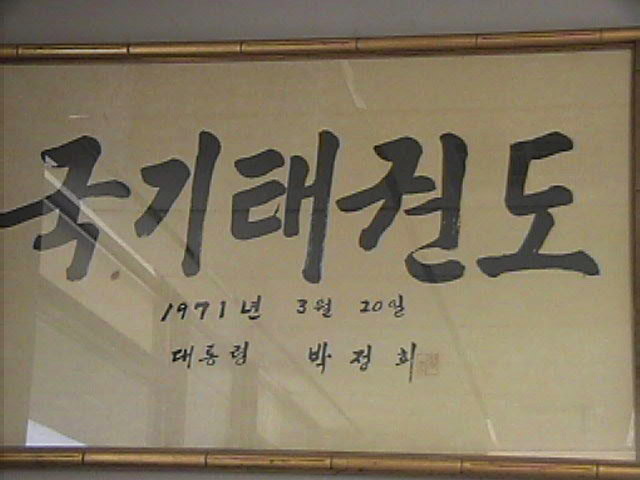 국기태권도
1971년 3월 20일
대통령 박정희